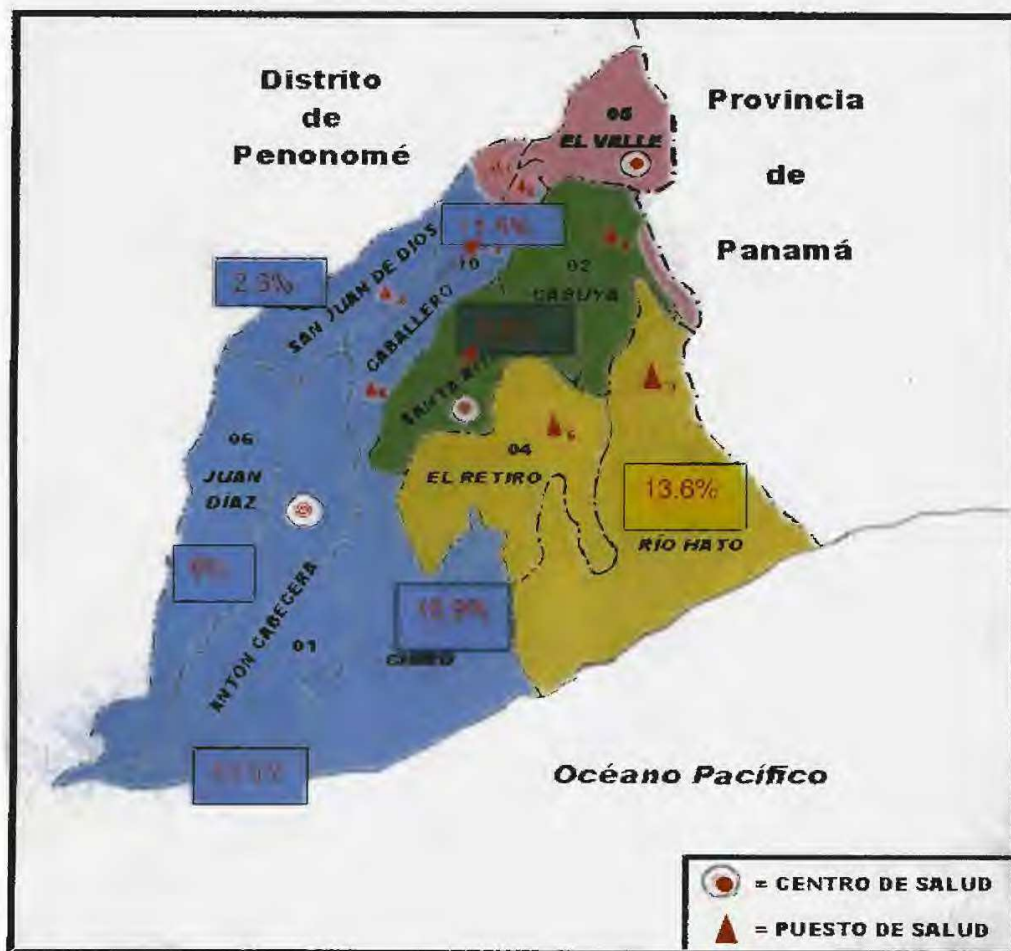 Distrito
de
Penonomé
Provincia
de
Panamá
05
EL VALLE
2.3%
SAN JUAN DE DIOS
10
CABALLERO
02
CABUYA
06
JUAN
DÍAZ
04
EL RETIRO
13.6%
RÍO HATO
ANTON CABECERA
01
Océano Pacífico
= CENTRO DE SALUD
= PUESTO DE SALUD